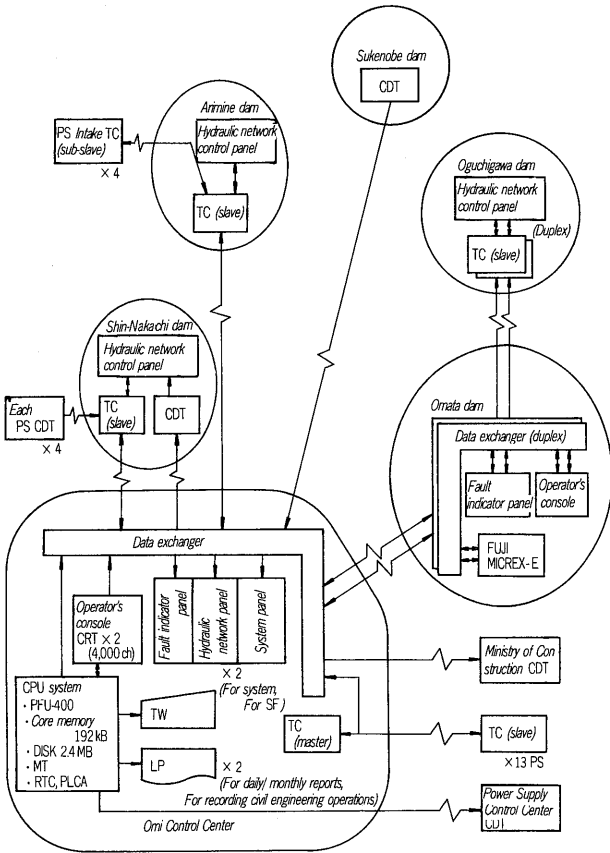 Sukenobe dam
CDT
Arimine dam
Hydraulic network
control panel
TC (slave)
PS Intake TC
(sub-slave)
× 4
Oguchigawa dam
Hydraulic network
control panel
(Duplex)
TC (slave)
Shin-Nakachi dam
Hydraulic network
control panel
TC
(slave)
CDT
Each
PS CDT
× 4
Omata dam
Data exchanger (duplex)
Fault
indicator panel
Operator's
console
FUJI
MICREX-E
Data exchanger
Operator's
console
CRT × 2
(4,000 ch)
Fault indicator
panel
Hydraulic
network panel
System panel
× 2
(For system,
For SF)
CPU system
· PFU-400
· Core memory
192 kB
· DISK 2.4 MB
· MT
· RTC, PLCA
TW
LP
× 2
(For daily/monthly reports,
For recording civil engineering operations)
TC
(master)
Omi Control Center
Ministry of Con
struction CDT
TC (slave)
× 13 PS
Power Supply
Control Center
CDT